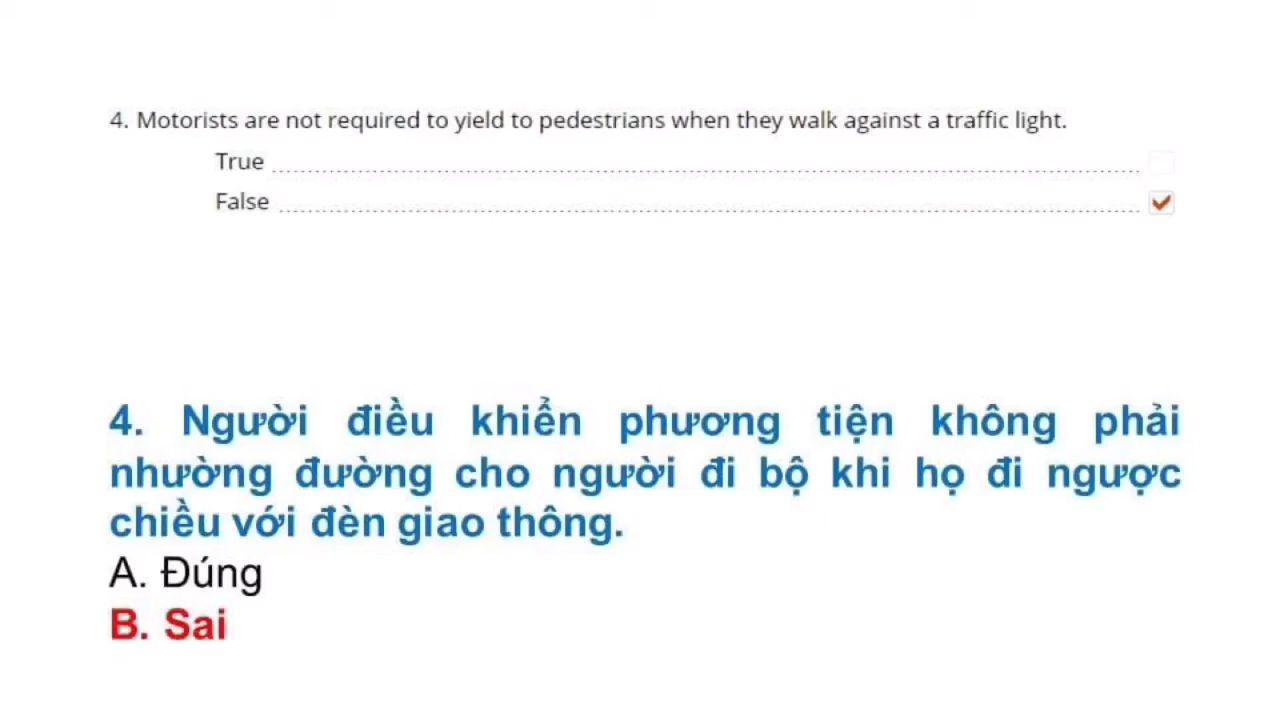 4. Motorists are not required to yield to pedestrians when they walk against a traffic light.
True
False
4. Người điều khiển phương tiện không phải
nhường đường cho người đi bộ khi họ đi ngược
chiều với đèn giao thông.
A. Đúng
B. Sai